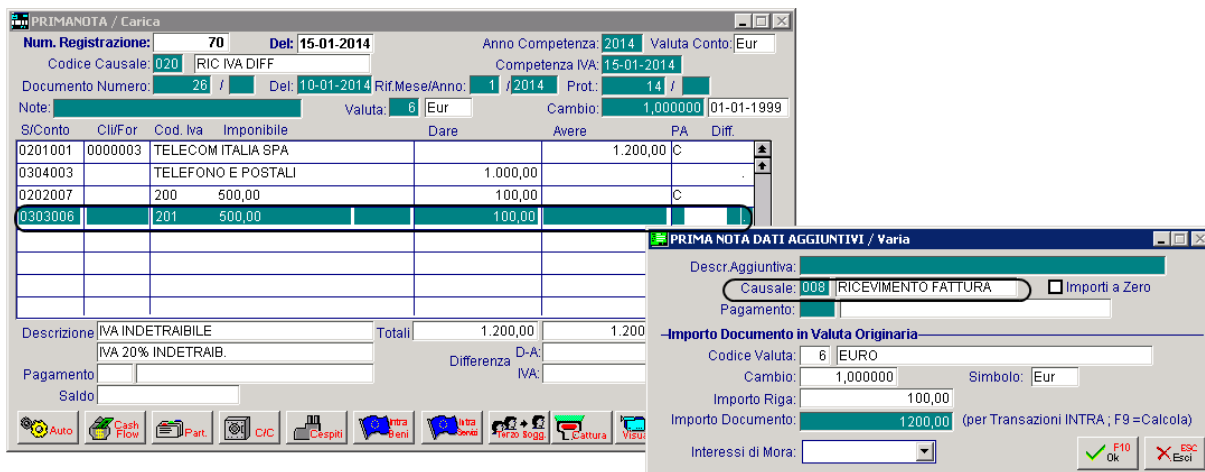 PRIMANOTA / Carica
Num. Registrazione: 70 Del: 15-01-2014 Anno Competenza: 2014 Valuta Conto: Eur
Codice Causale: 020 RIC IVA DIFF Competenza IVA: 15-01-2014
Documento Numero: 26 / Del: 10-01-2014 Rif.Mese/Anno: 1 / 2014 Prot.: 14 /
Note: Valuta: 6 Eur Cambio: 1,000000 01-01-1999
S/Conto Cli/For Cod. Iva Imponibile Dare Avere PA Diff.
0201001 0000003 TELECOM ITALIA SPA 1.200,00 C
0304003 TELEFONO E POSTALI 1.000,00 .
0202007 200 500,00 100,00 C
0303006 201 500,00 100,00 .
Descrizione IVA INDETRAIBILE Totali 1.200,00 1.200
IVA 20% INDETRAIB. Differenza D-A:
Pagamento IVA:
Saldo
Auto Cash Flow Part. C/C Cespiti Intra Beni Intra Servizi Terzo Sogg. Cattura Visua
PRIMA NOTA DATI AGGIUNTIVI / Varia
Descr.Aggiuntiva:
Causale: 008 RICEVIMENTO FATTURA Importi a Zero
Pagamento:
Importo Documento in Valuta Originaria
Codice Valuta: 6 EURO
Cambio: 1,000000 Simbolo: Eur
Importo Riga: 100,00
Importo Documento: 1200,00 (per Transazioni INTRA ; F9 =Calcola)
Interessi di Mora: F10 Ok ESC Esci